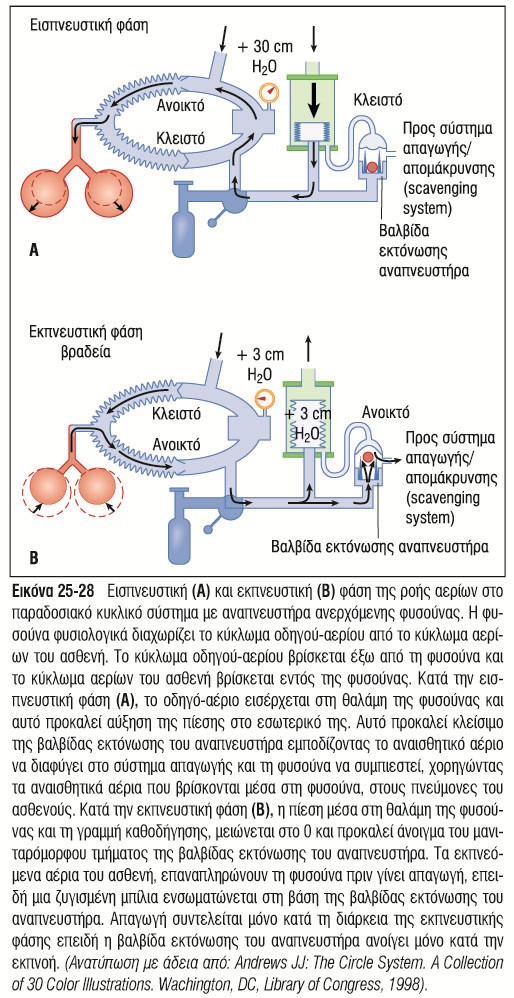 Εισπνευστική φάση
+ 30 cm
H2O
Ανοικτό
Κλειστό
Κλειστό
Προς σύστημα
απαγωγής/
απομάκρυνσης
(scavenging
system)
Βαλβίδα
εκτόνωσης
αναπνευστήρα
A
Εκπνευστική φάση
βραδεία
+ 3 cm
H2O
Κλειστό
Ανοικτό
+ 3 cm
H2O
Ανοικτό
Προς σύστημα
απαγωγής/
απομάκρυνσης
(scavenging
system)
Βαλβίδα εκτόνωσης αναπνευστήρα
B
Εικόνα 25-28 Εισπνευστική (Α) και εκπνευστική (Β) φάση της ροής αερίων στο
παραδοσιακό κυκλικό σύστημα με αναπνευστήρα ανερχόμενης φυσούνας. Η φυ-
σούνα φυσιολογικά διαχωρίζει το κύκλωμα οδηγού-αερίου από το κύκλωμα αερί-
ων του ασθενή. Το κύκλωμα οδηγού-αερίου βρίσκεται έξω από τη φυσούνα και
το κύκλωμα αερίων του ασθενή βρίσκεται εντός της φυσούνας. Κατά την εισ-
πνευστική φάση (Α), το οδηγό-αέριο εισέρχεται στη θαλάμη της φυσούνας και
αυτό προκαλεί αύξηση της πίεσης στο εσωτερικό της. Αυτό προκαλεί κλείσιμο
της βαλβίδας εκτόνωσης του αναπνευστήρα εμποδίζοντας το αναισθητικό αέριο
να διαφύγει στο σύστημα απαγωγής και τη φυσούνα να συμπιεστεί, χορηγώντας
τα αναισθητικά αέρια που βρίσκονται μέσα στη φυσούνα, στους πνεύμονες του
ασθενούς. Κατά την εκπνευστική φάση (Β), η πίεση μέσα στη θαλάμη της φυσού-
νας και τη γραμμή καθοδήγησης, μειώνεται στο 0 και προκαλεί άνοιγμα του μανι-
ταρόμορφου τμήματος της βαλβίδας εκτόνωσης του αναπνευστήρα. Τα εκπνεό-
μενα αέρια του ασθενή, επαναπληρώνουν τη φυσούνα πριν γίνει απαγωγή, επει-
δή μια ζυγισμένη μπίλια ενσωματώνεται στη βάση της βαλβίδας εκτόνωσης του
αναπνευστήρα. Απαγωγή συντελείται μόνο κατά τη διάρκεια της εκπνευστικής
φάσης επειδή η βαλβίδα εκτόνωσης του αναπνευστήρα ανοίγει μόνο κατά την
εκπνοή. (Ανατύπωση με άδεια από: Andrews JJ: The Circle System. A Collection
of 30 Color Illustrations. Wachington, DC, Library of Congress, 1998).